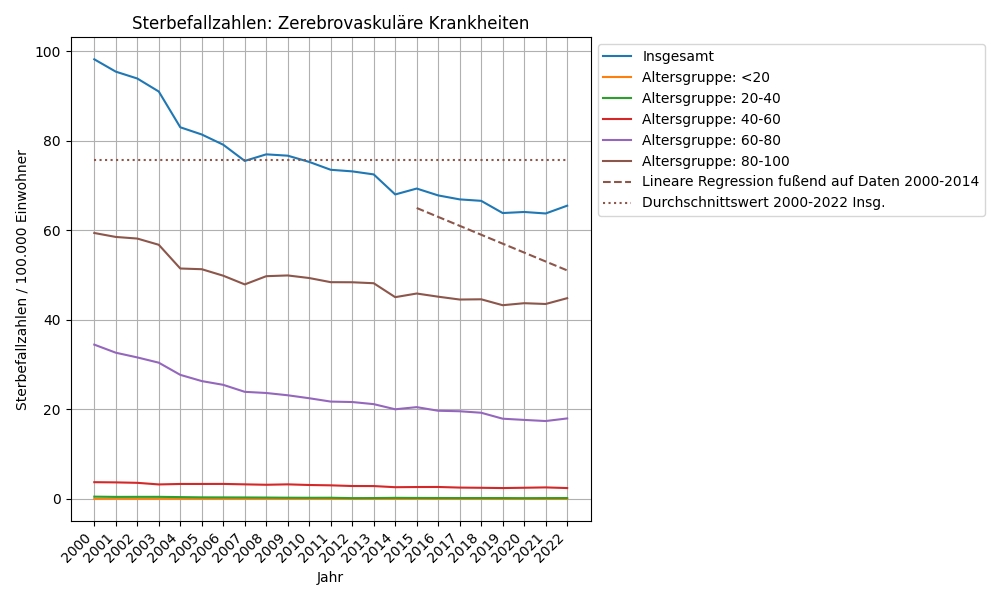 Sterbefallzahlen: Zerebrovaskuläre Krankheiten
Sterbefallzahlen / 100.000 Einwohner
100
80
60
40
20
0
2000
2001
2002
2003
2004
2005
2006
2007
2008
2009
2010
2011
2012
2013
2014
2015
2016
2017
2018
2019
2020
2021
2022
Jahr
Insgesamt
Altersgruppe: <20
Altersgruppe: 20-40
Altersgruppe: 40-60
Altersgruppe: 60-80
Altersgruppe: 80-100
Lineare Regression fußend auf Daten 2000-2014
Durchschnittswert 2000-2022 Insg.